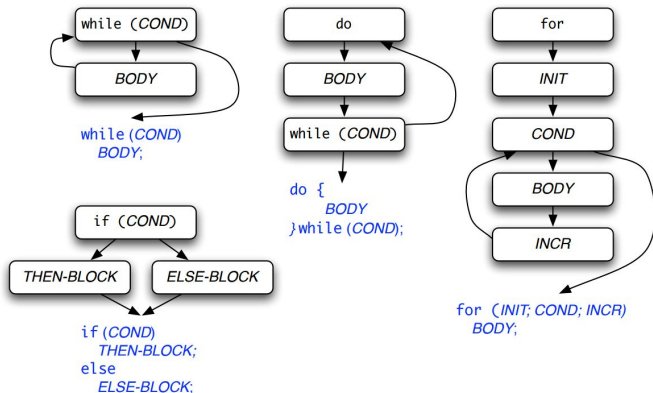 while (COND)
BODY
while (COND)
BODY;
do
BODY
while (COND)
do {
BODY
}while (COND);
for
INIT
COND
BODY
INCR
for (INIT; COND; INCR)
BODY;
if (COND)
THEN-BLOCK
ELSE-BLOCK
if (COND)
THEN-BLOCK;
else
ELSE-BLOCK;